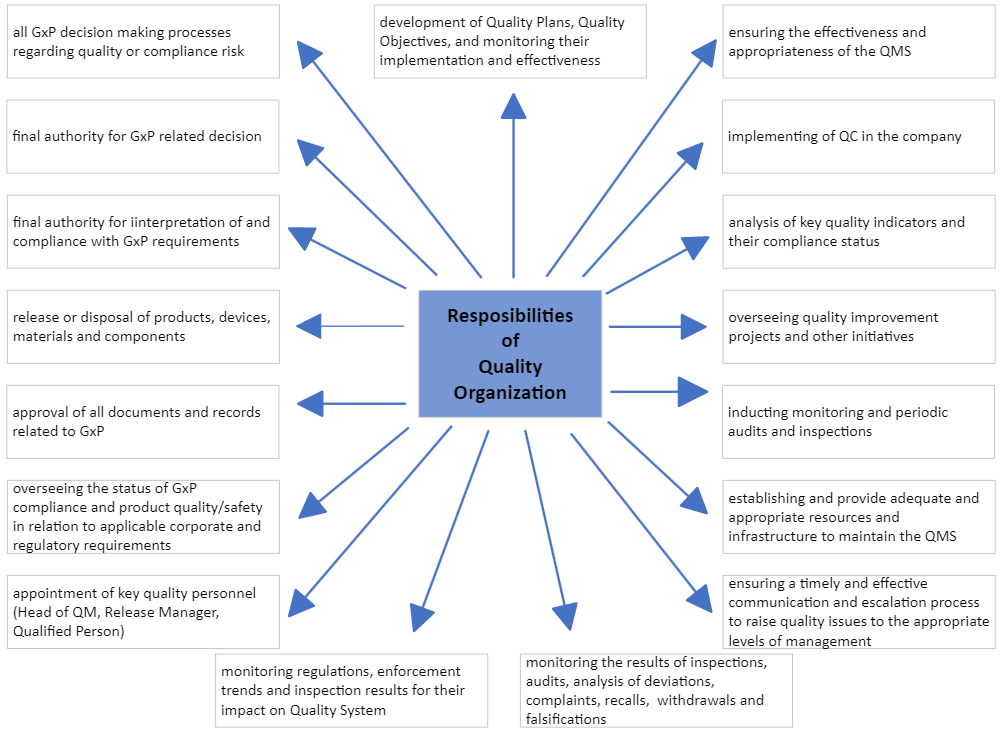 all GxP decision making processes
regarding quality or compliance risk
development of Quality Plans, Quality
Objectives, and monitoring their
implementation and effectiveness
ensuring the effectiveness and
appropriateness of the QMS
final authority for GxP related decision
implementing of QC in the company
final authority for iinterpretation of and
compliance with GxP requirements
analysis of key quality indicators and
their compliance status
release or disposal of products, devices,
materials and components
Resposibilities
of
Quality
Organization
overseeing quality improvement
projects and other initiatives
approval of all documents and records
related to GxP
inducting monitoring and periodic
audits and inspections
overseeing the status of GxP
compliance and product quality/safety
in relation to applicable corporate and
regulatory requirements
establishing and provide adequate and
appropriate resources and
infrastructure to maintain the QMS
appointment of key quality personnel
(Head of QM, Release Manager,
Qualified Person)
ensuring a timely and effective
communication and escalation process
to raise quality issues to the appropriate
levels of management
monitoring regulations, enforcement
trends and inspection results for their
impact on Quality System
monitoring the results of inspections,
audits, analysis of deviations,
complaints, recalls, withdrawals and
falsifications